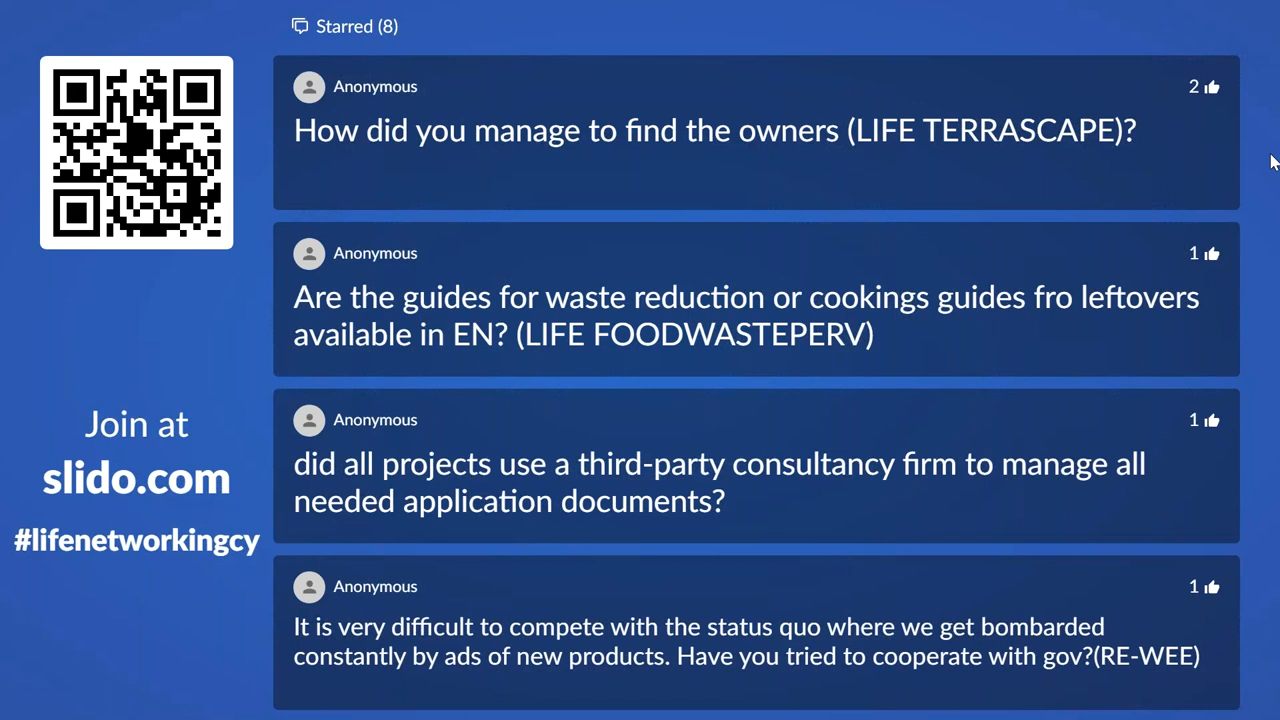 Starred (8)
Anonymous
2
How did you manage to find the owners (LIFE TERRASCAPE)?
Anonymous
1
Are the guides for waste reduction or cookings guides fro leftovers
available in EN? (LIFE FOODWASTEPERV)
Anonymous
1
did all projects use a third-party consultancy firm to manage all
needed application documents?
Anonymous
1
It is very difficult to compete with the status quo where we get bombarded
constantly by ads of new products. Have you tried to cooperate with gov?(RE-WEE)
Join at
slido.com
#lifenetworkingcy